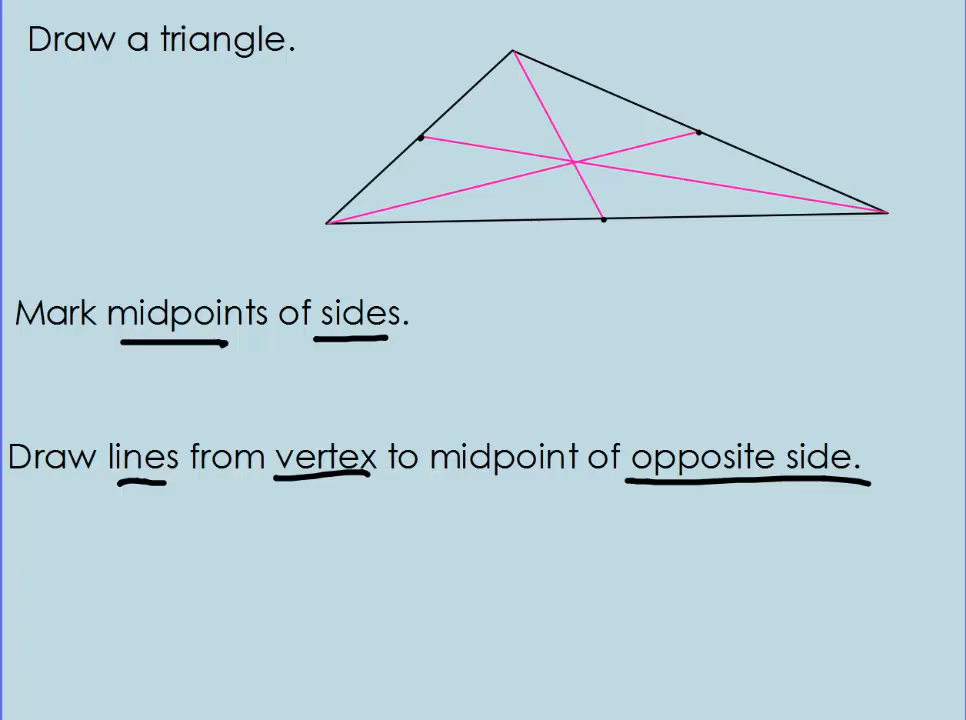 Draw a triangle.
Mark midpoints of sides.
Draw lines from vertex to midpoint of opposite side.